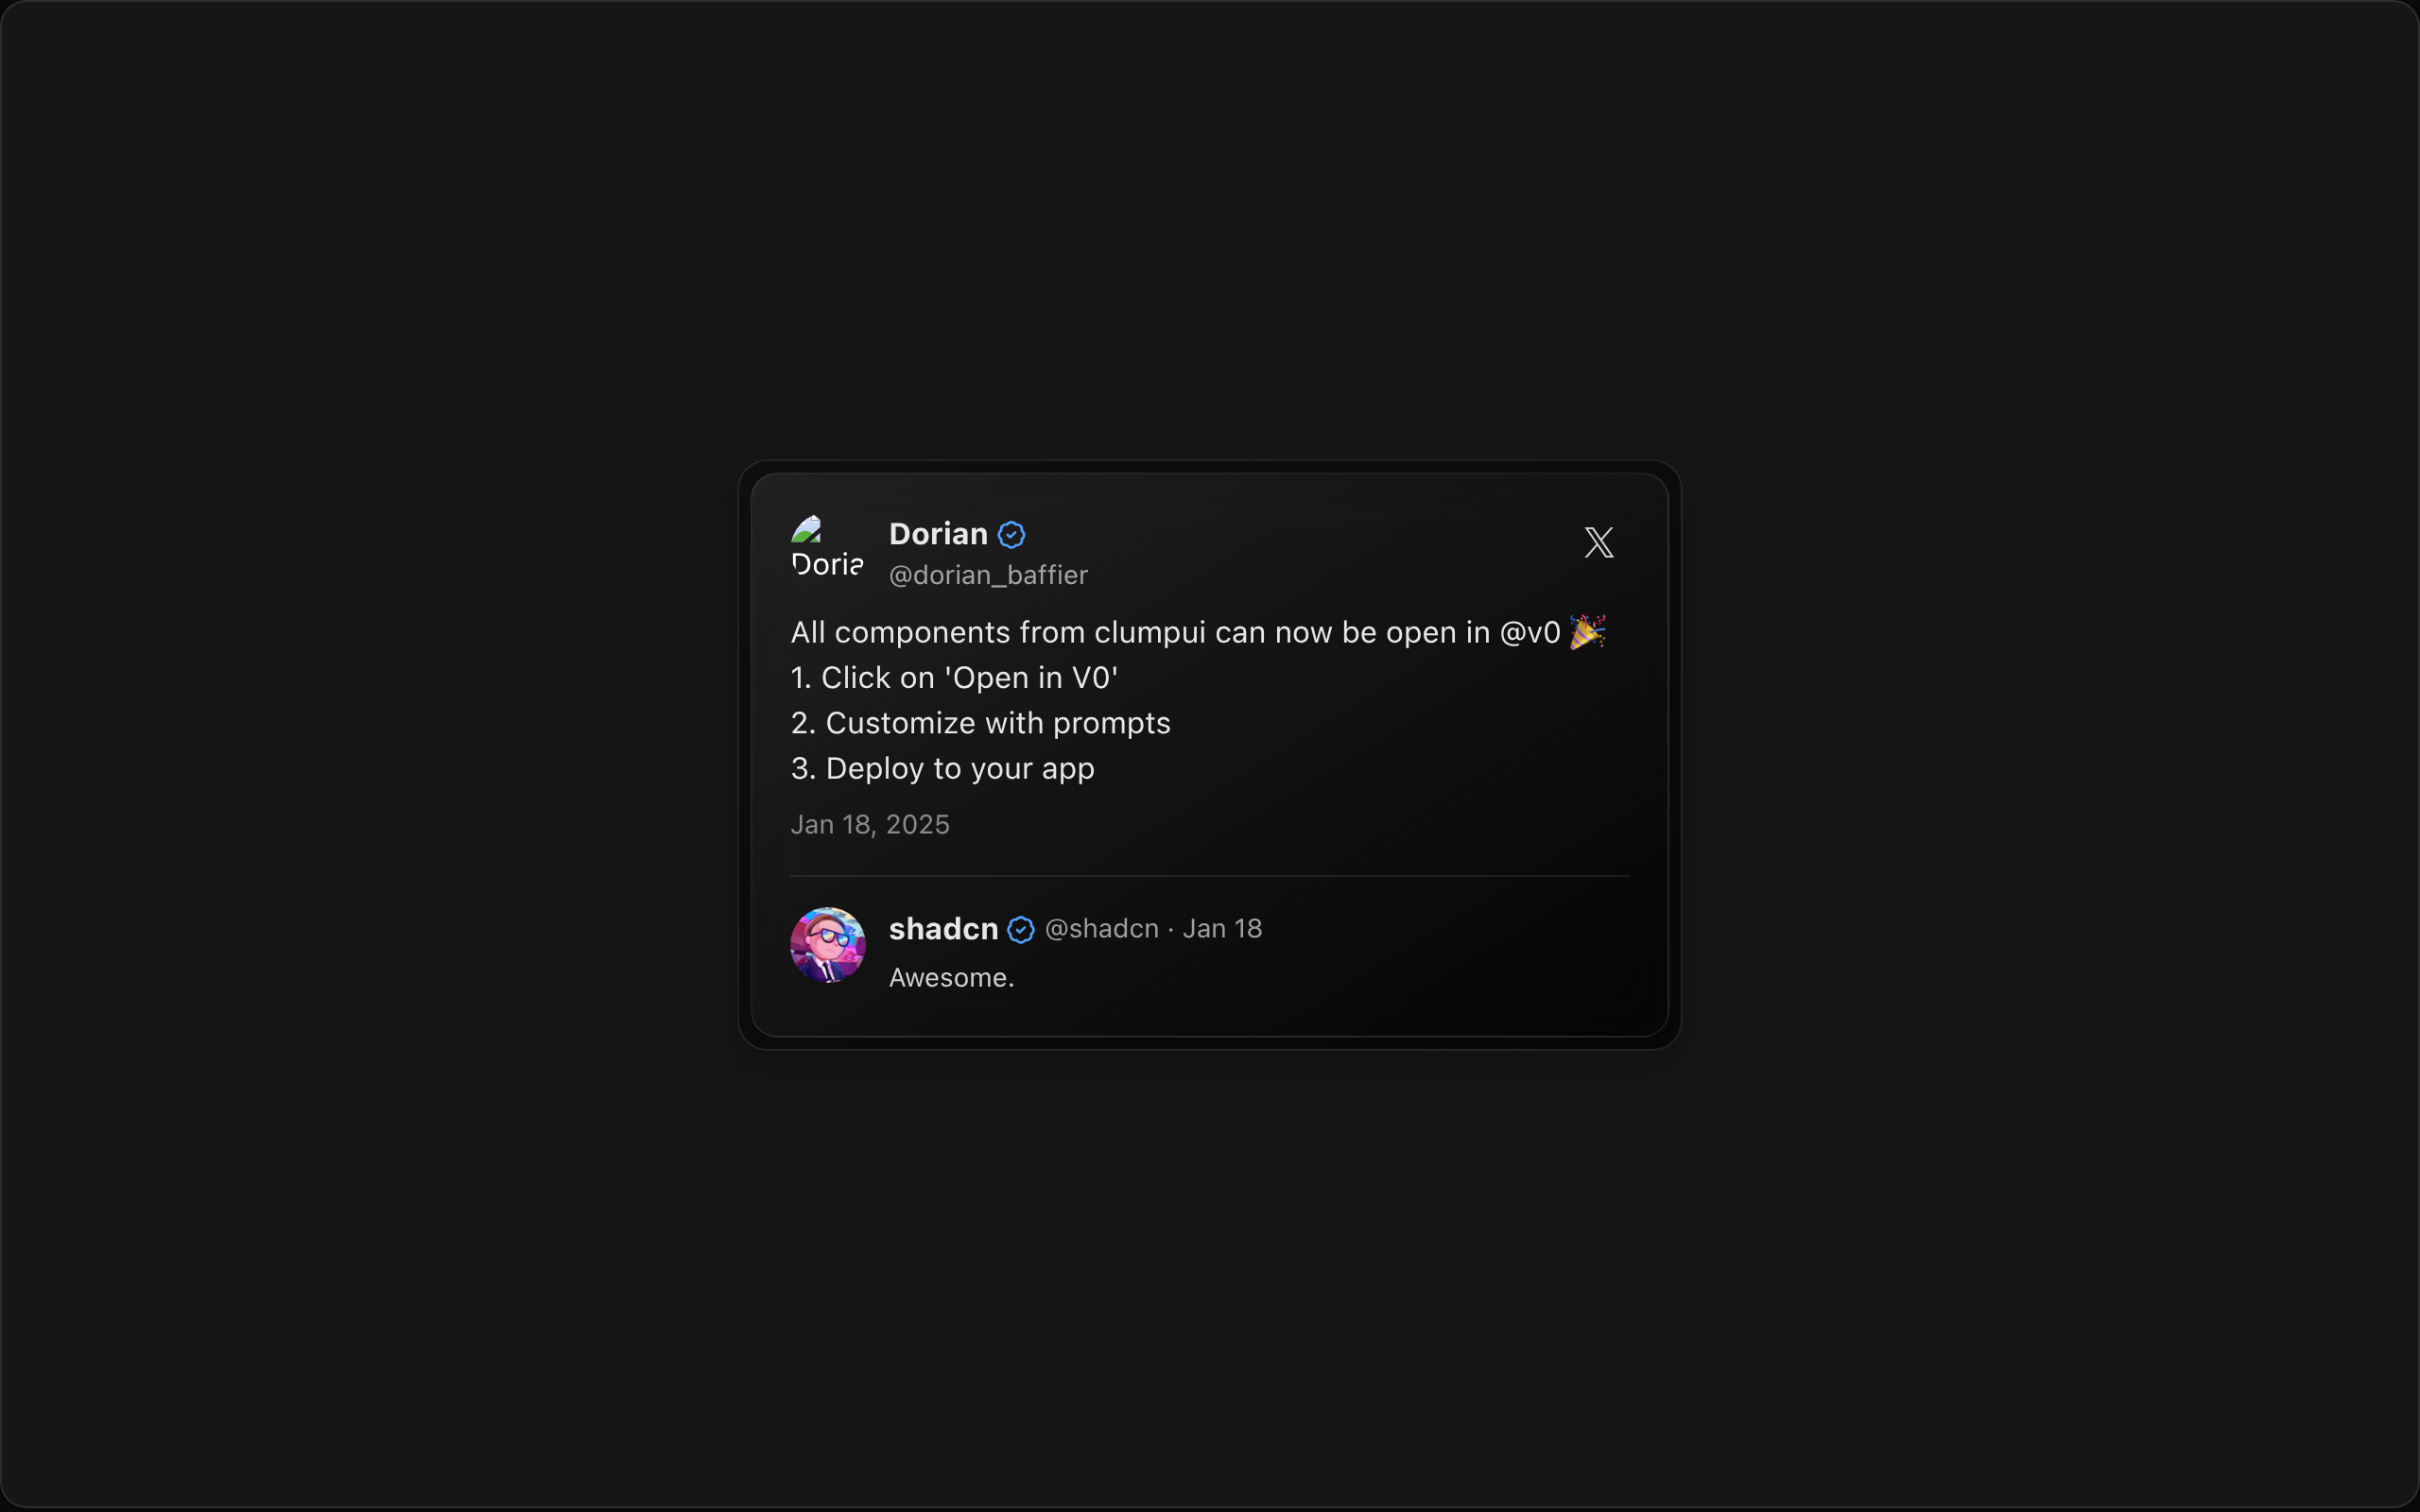 Doria
Dorian
@dorian_baffier
All components from clumpui can now be open in @v0 🎉
1. Click on 'Open in V0'
2. Customize with prompts
3. Deploy to your app
Jan 18, 2025
shadcn @shadcn · Jan 18
Awesome.